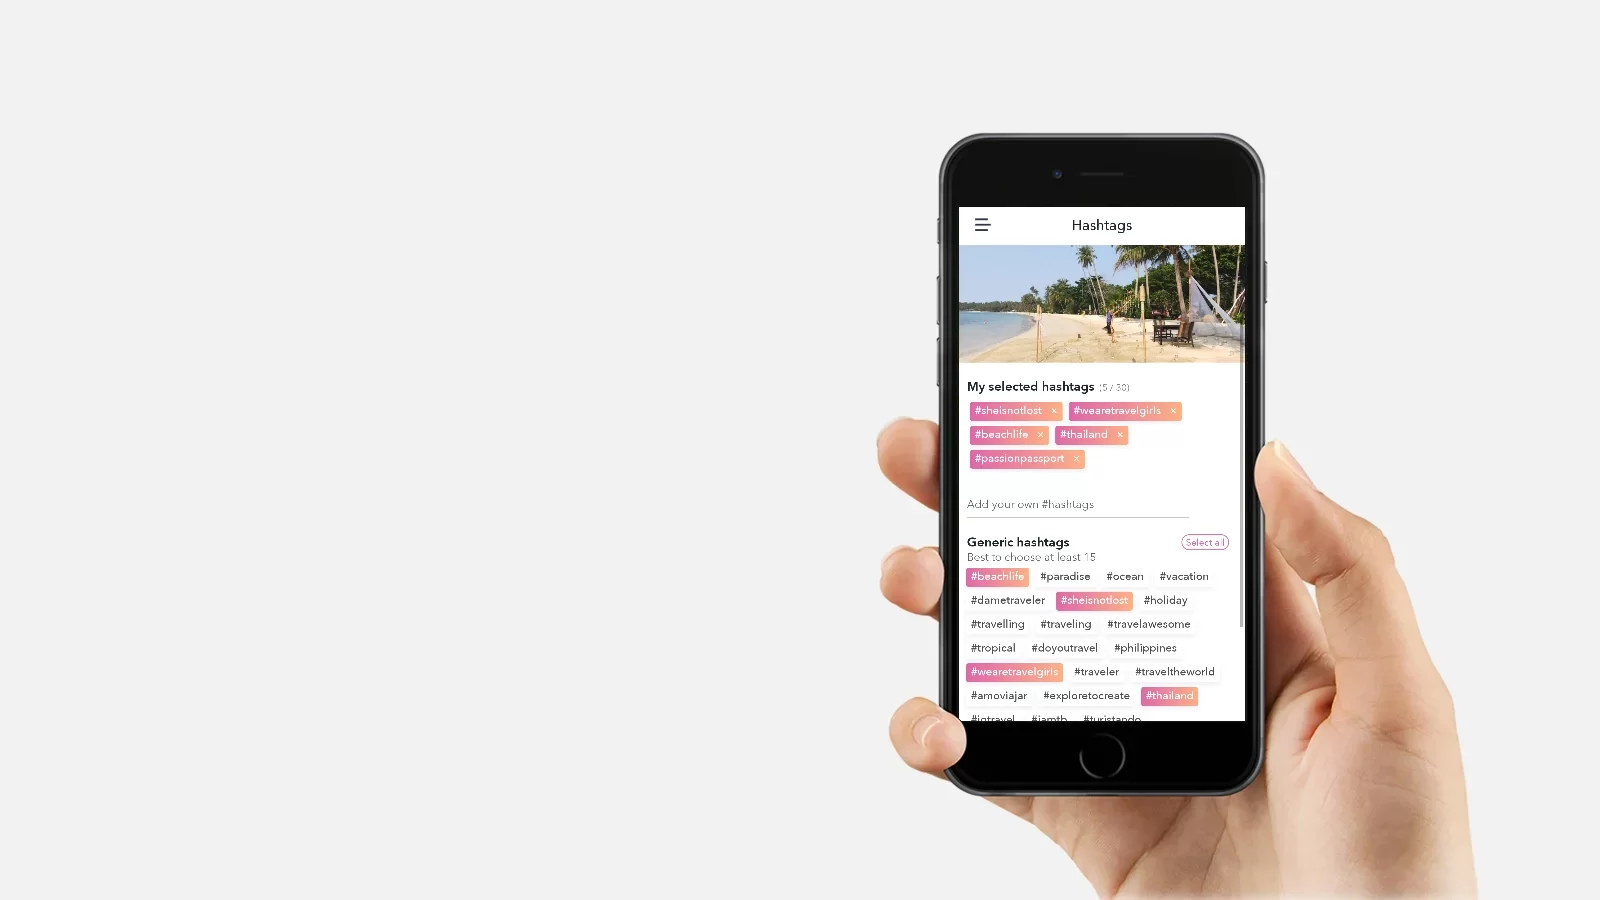 Hashtags
My selected hashtags (5 / 30)
#sheisnotlost × #wearetravelgirls ×
#beachlife × #thailand ×
#passionpassport ×
Add your own #hashtags
Generic hashtags Select all
Best to choose at least 15
#beachlife #paradise #ocean #vacation
#dametraveler #sheisnotlost #holiday
#travelling #traveling #travelawesome
#tropical #doyoutravel #philippines
#wearetravelgirls #traveler #traveltheworld
#amoviajar #exploretocreate #thailand
#igtravel #iamtb #turistando